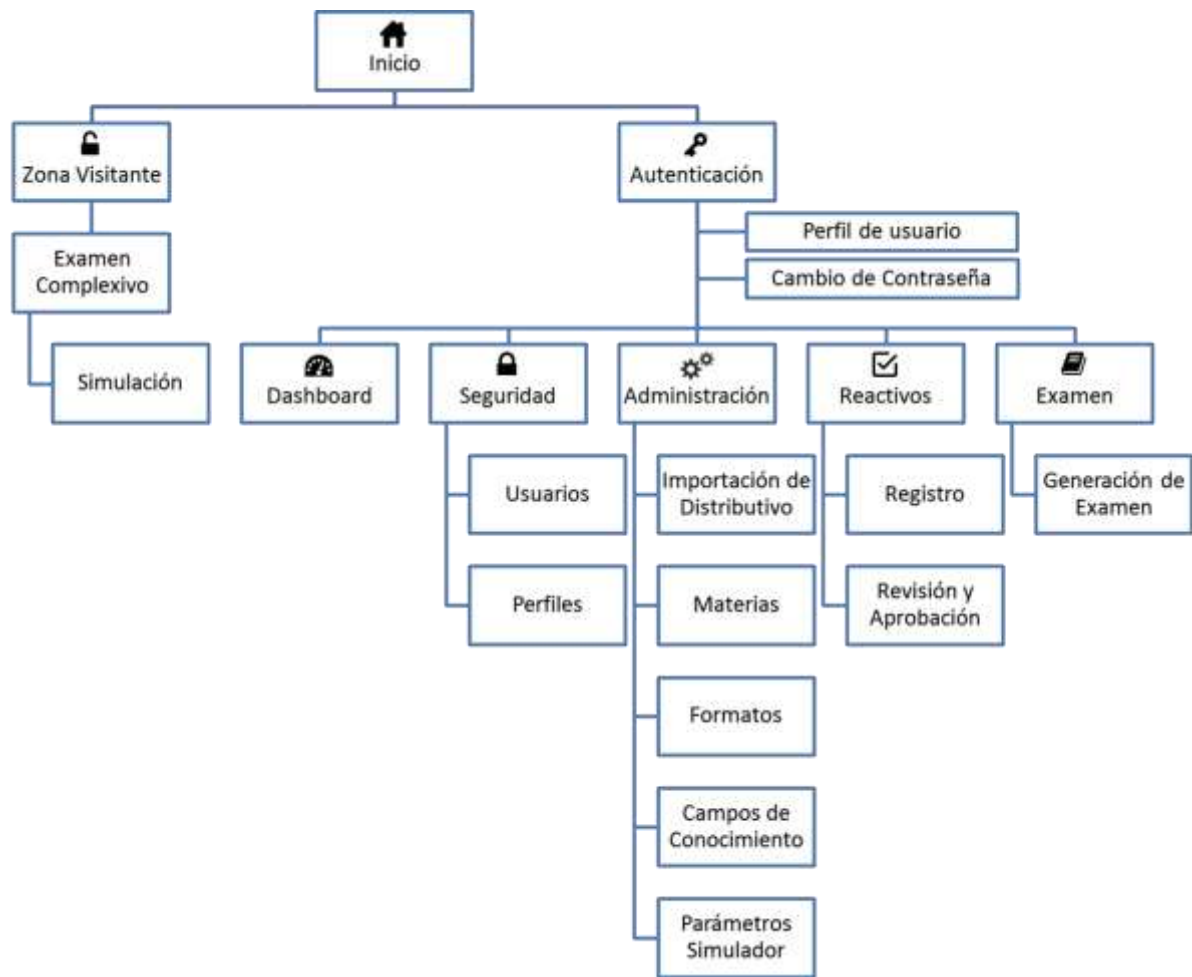 Inicio
Zona Visitante
Autenticación
Perfil de usuario
Examen
Complexivo
Cambio de Contraseña
Simulación
Dashboard
Seguridad
Administración
Reactivos
Examen
Usuarios
Importación de
Distributivo
Registro
Generación de
Examen
Perfiles
Materias
Revisión y
Aprobación
Formatos
Campos de
Conocimiento
Parámetros
Simulador